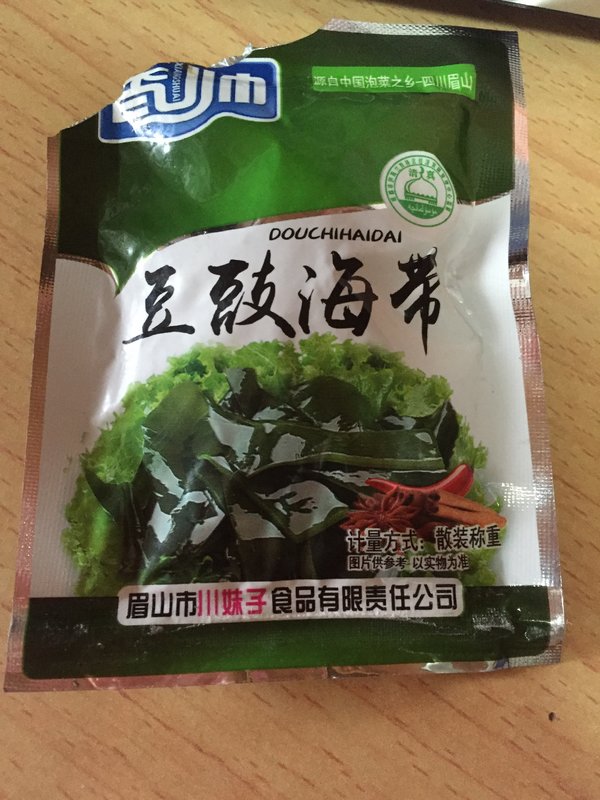 源自中国泡菜之乡-四川眉山
清真
DOUCHIHAIDAI
豆豉海带
计量方式：散装称重
图片供参考 以实物为准
眉山市川妹子食品有限责任公司